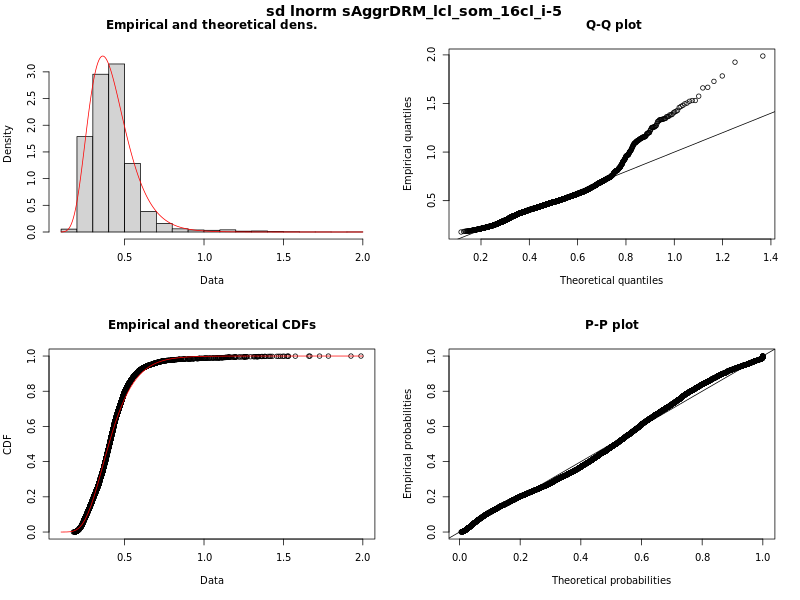 sd lnorm sAggrDRM_lcl_som_16cl_i-5
Empirical and theoretical dens.
Density
0.0 0.5 1.0 1.5 2.0 2.5 3.0
0.5 1.0 1.5 2.0
Data
Q-Q plot
Empirical quantiles
0.5 1.0 1.5 2.0
0.2 0.4 0.6 0.8 1.0 1.2 1.4
Theoretical quantiles
Empirical and theoretical CDFs
CDF
0.0 0.2 0.4 0.6 0.8 1.0
0.5 1.0 1.5 2.0
Data
P-P plot
Empirical probabilities
0.0 0.2 0.4 0.6 0.8 1.0
0.0 0.2 0.4 0.6 0.8 1.0
Theoretical probabilities